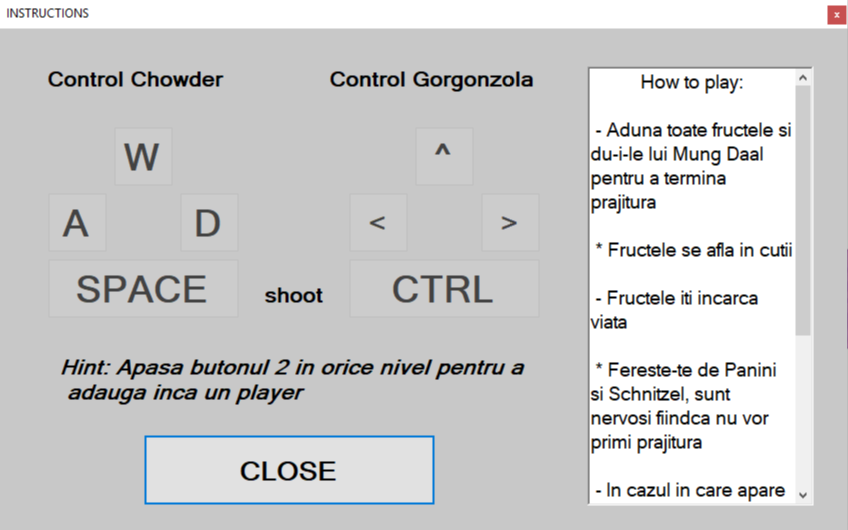 INSTRUCTIONS
x
Control Chowder
Control Gorgonzola
W
^
A
D
<
>
SPACE
shoot
CTRL
Hint: Apasa butonul 2 in orice nivel pentru a
adauga inca un player
CLOSE
How to play:
- Aduna toate fructele si
du-i-le lui Mung Daal
pentru a termina
prajitura
* Fructele se afla in cutii
- Fructele iti incarca
viata
* Fereste-te de Panini
si Schnitzel, sunt
nervosi fiindca nu vor
primi prajitura
- In cazul in care apare